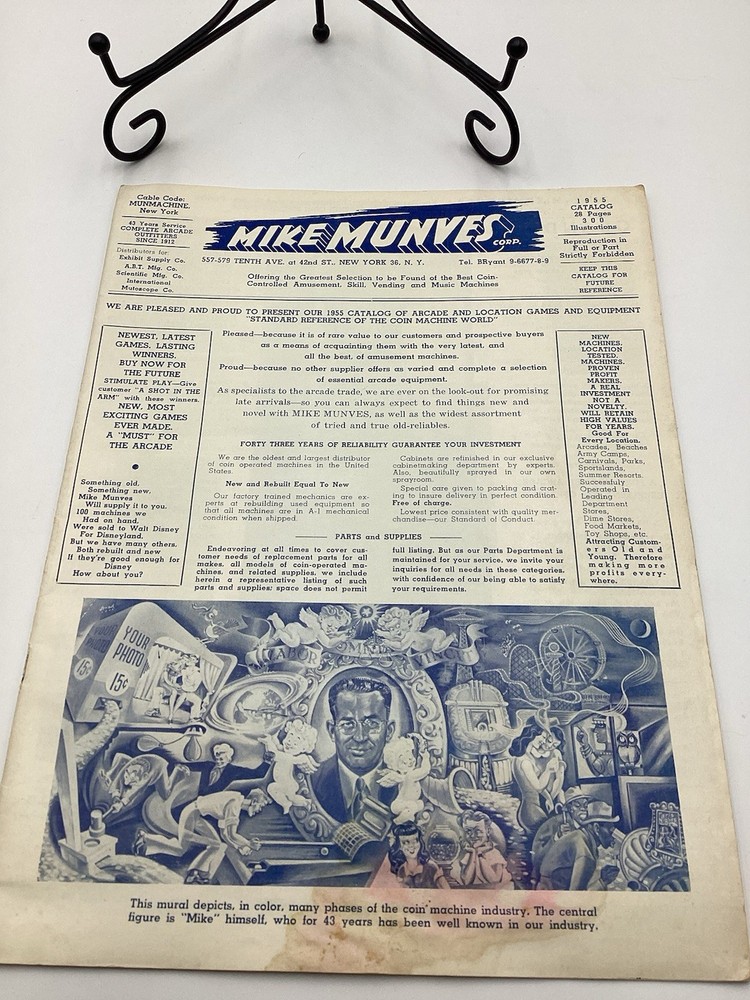 Cable Code:
MUNMACHINE,
New York
43 Years Service
COMPLETE ARCADE
OUTFITTERS
SINCE 1912
Distributors for:
Exhibit Supply Co.
A.B.T. Mfg. Co.
Scientific Mfg. Co.
International
Mutoscope Co.
MIKE MUNVES CORP.
557-579 TENTH AVE. at 42nd ST., NEW YORK 36, N. Y. Tel. BRyant 9-6677-8-9
Offering the Greatest Selection to be Found of the Best Coin-
Controlled Amusement, Skill, Vending and Music Machines
1955
CATALOG
28 Pages
300
Illustrations
Reproduction in
Full or Part
Strictly Forbidden
KEEP THIS
CATALOG FOR
FUTURE
REFERENCE
WE ARE PLEASED AND PROUD TO PRESENT OUR 1955 CATALOG OF ARCADE AND LOCATION GAMES AND EQUIPMENT
"STANDARD REFERENCE OF THE COIN MACHINE WORLD"
NEWEST, LATEST
GAMES, LASTING
WINNERS.
BUY NOW FOR
THE FUTURE
STIMULATE PLAY—Give
customer "A SHOT IN THE
ARM" with these winners.
NEW, MOST
EXCITING GAMES
EVER MADE.
A "MUST" FOR
THE ARCADE
Something old,
Something new,
Mike Munves
Will supply it to you.
100 machines we
Had on hand,
Were sold to Walt Disney
For Disneyland.
But we have many others,
Both rebuilt and new
If they're good enough for
Disney
How about you?
Pleased—because it is of rare value to our customers and prospective buyers
as a means of acquainting them with the very latest, and
all the best, of amusement machines.
Proud—because no other supplier offers as varied and complete a selection
of essential arcade equipment.
As specialists to the arcade trade, we are ever on the look-out for promising
late arrivals—so you can always expect to find things new and
novel with MIKE MUNVES, as well as the widest assortment
of tried and true old-reliables.
FORTY THREE YEARS OF RELIABILITY GUARANTEE YOUR INVESTMENT
We are the oldest and largest distributor
of coin operated machines in the United
States.
New and Rebuilt Equal To New
Our factory trained mechanics are ex-
perts at rebuilding used equipment so
that all machines are in A-1 mechanical
condition when shipped.
Cabinets are refinished in our exclusive
cabinetmaking department by experts.
Also, beautifully sprayed in our own
sprayroom.
Special care given to packing and crat-
ing to insure delivery in perfect condition.
Free of charge.
Lowest price consistent with quality mer-
chandise—our Standard of Conduct.
PARTS and SUPPLIES
Endeavoring at all times to cover cus-
tomer needs of replacement parts for all
makes, all models of coin-operated ma-
chines, and related supplies, we include
herein a representative listing of such
parts and supplies; space does not permit
full listing. But as our Parts Department is
maintained for your service, we invite your
inquiries for all needs in these categories,
with confidence of our being able to satisfy
your requirements.
NEW
MACHINES.
LOCATION
TESTED.
MACHINES.
PROVEN
PROFIT
MAKERS.
A REAL
INVESTMENT
NOT A
NOVELTY.
WILL RETAIN
HIGH VALUES
FOR YEARS.
Good For
Every Location.
Arcades, Beaches
Army Camps,
Carnivals, Parks,
Sportslands,
Summer Resorts.
Successfully
Operated in
Leading
Department
Stores,
Dime Stores,
Food Markets,
Toy Shops, etc.
Attracting Custom-
ers Old and
Young. Therefore
making more
profits every-
where.
YOUR
PHOTO
15¢
15¢
LABOR
This mural depicts, in color, many phases of the coin machine industry. The central
figure is "Mike" himself, who for 43 years has been well known in our industry.